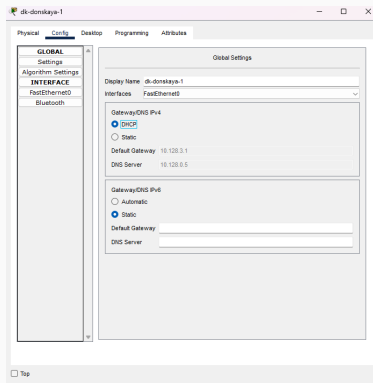 dk-donskaya-1
Physical Config Desktop Programming Attributes
GLOBAL
Settings
Algorithm Settings
INTERFACE
FastEthernet0
Bluetooth
Global Settings
Display Name dk-donskaya-1
Interfaces FastEthernet0
Gateway/DNS IPv4
DHCP
Static
Default Gateway 10.128.3.1
DNS Server 10.128.0.5
Gateway/DNS IPv6
Automatic
Static
Default Gateway
DNS Server
Top